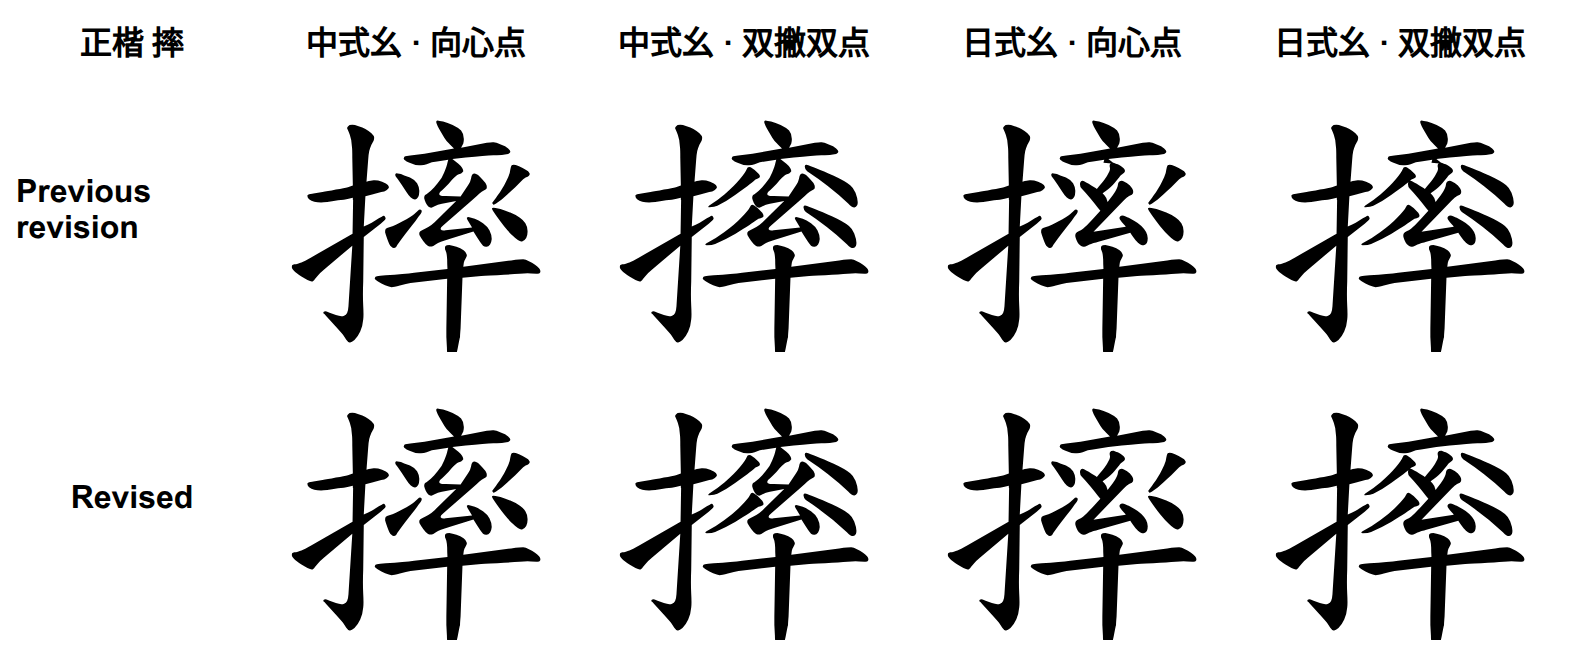 正楷 摔 中式幺 · 向心点 中式幺 · 双撇双点 日式幺 · 向心点 日式幺 · 双撇双点
Previous revision 摔 摔 摔 摔
Revised 摔 摔 摔 摔